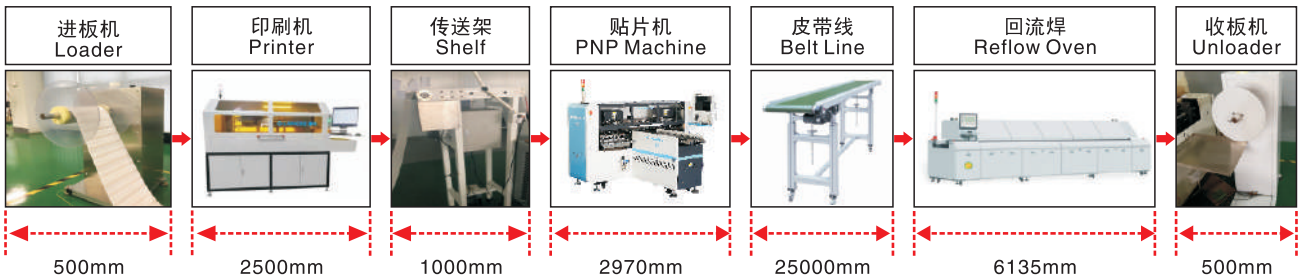 进板机
Loader
印刷机
Printer
传送架
Shelf
贴片机
PNP Machine
皮带线
Belt Line
回流焊
Reflow Oven
收板机
Unloader
500mm
2500mm
1000mm
2970mm
25000mm
6135mm
500mm